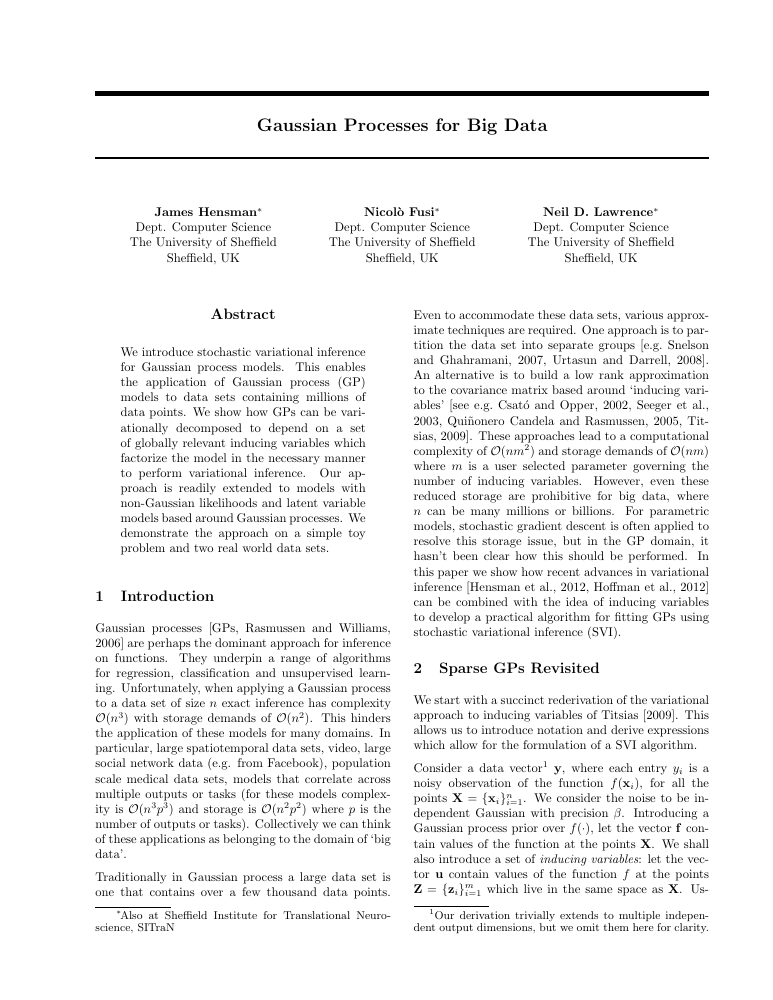 Gaussian Processes for Big Data
James Hensman*
Dept. Computer Science
The University of Sheffield
Sheffield, UK
Nicolò Fusi*
Dept. Computer Science
The University of Sheffield
Sheffield, UK
Neil D. Lawrence*
Dept. Computer Science
The University of Sheffield
Sheffield, UK
Abstract
We introduce stochastic variational inference
for Gaussian process models. This enables
the application of Gaussian process (GP)
models to data sets containing millions of
data points. We show how GPs can be vari-
ationally decomposed to depend on a set
of globally relevant inducing variables which
factorize the model in the necessary manner
to perform variational inference. Our ap-
proach is readily extended to models with
non-Gaussian likelihoods and latent variable
models based around Gaussian processes. We
demonstrate the approach on a simple toy
problem and two real world data sets.
1 Introduction
Gaussian processes [GPs, Rasmussen and Williams,
2006] are perhaps the dominant approach for inference
on functions. They underpin a range of algorithms
for regression, classification and unsupervised learn-
ing. Unfortunately, when applying a Gaussian process
to a data set of size n exact inference has complexity
𝒪(n³) with storage demands of 𝒪(n²). This hinders
the application of these models for many domains. In
particular, large spatiotemporal data sets, video, large
social network data (e.g. from Facebook), population
scale medical data sets, models that correlate across
multiple outputs or tasks (for these models complex-
ity is 𝒪(n³p³) and storage is 𝒪(n²p²) where p is the
number of outputs or tasks). Collectively we can think
of these applications as belonging to the domain of ‘big
data’.
Traditionally in Gaussian process a large data set is
one that contains over a few thousand data points.
*Also at Sheffield Institute for Translational Neuro-
science, SITraN
Even to accommodate these data sets, various approx-
imate techniques are required. One approach is to par-
tition the data set into separate groups [e.g. Snelson
and Ghahramani, 2007, Urtasun and Darrell, 2008].
An alternative is to build a low rank approximation
to the covariance matrix based around ‘inducing vari-
ables’ [see e.g. Csató and Opper, 2002, Seeger et al.,
2003, Quiñonero Candela and Rasmussen, 2005, Tit-
sias, 2009]. These approaches lead to a computational
complexity of 𝒪(nm²) and storage demands of 𝒪(nm)
where m is a user selected parameter governing the
number of inducing variables. However, even these
reduced storage are prohibitive for big data, where
n can be many millions or billions. For parametric
models, stochastic gradient descent is often applied to
resolve this storage issue, but in the GP domain, it
hasn't been clear how this should be performed. In
this paper we show how recent advances in variational
inference [Hensman et al., 2012, Hoffman et al., 2012]
can be combined with the idea of inducing variables
to develop a practical algorithm for fitting GPs using
stochastic variational inference (SVI).
2 Sparse GPs Revisited
We start with a succinct rederivation of the variational
approach to inducing variables of Titsias [2009]. This
allows us to introduce notation and derive expressions
which allow for the formulation of a SVI algorithm.
Consider a data vector¹ y, where each entry yᵢ is a
noisy observation of the function f(xᵢ), for all the
points X = {xᵢ}ⁿᵢ₌₁. We consider the noise to be in-
dependent Gaussian with precision β. Introducing a
Gaussian process prior over f(·), let the vector f con-
tain values of the function at the points X. We shall
also introduce a set of inducing variables: let the vec-
tor u contain values of the function f at the points
Z = {zᵢ}ᵐᵢ₌₁ which live in the same space as X. Us-
¹Our derivation trivially extends to multiple indepen-
dent output dimensions, but we omit them here for clarity.